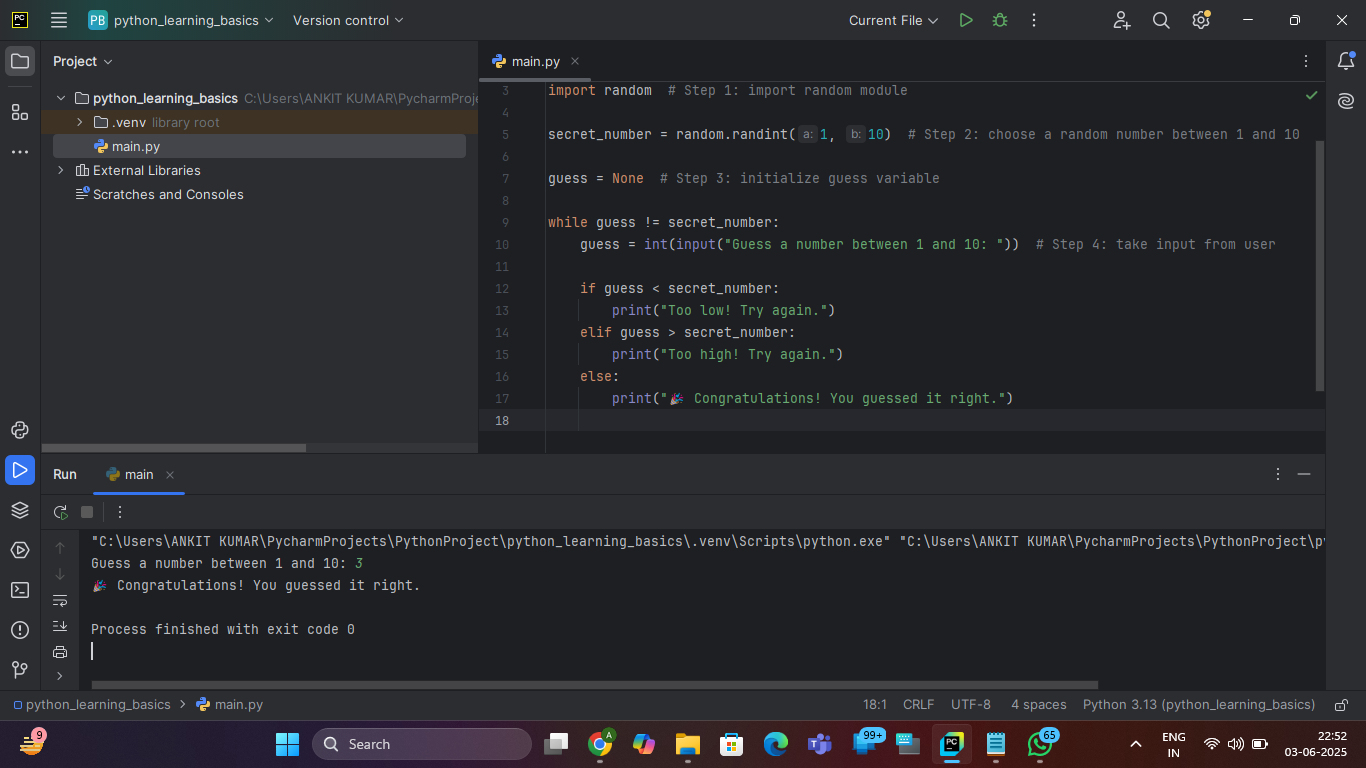 PC
PB python_learning_basics Version control Current File
Project
main.py
python_learning_basics C:\Users\ANKIT KUMAR\PycharmProje
.venv library root
main.py
External Libraries
Scratches and Consoles
3 import random  # Step 1: import random module
4
5 secret_number = random.randint( a: 1, b: 10)  # Step 2: choose a random number between 1 and 10
6
7 guess = None  # Step 3: initialize guess variable
8
9 while guess != secret_number:
10 guess = int(input("Guess a number between 1 and 10: "))  # Step 4: take input from user
11
12 if guess < secret_number:
13 print("Too low! Try again.")
14 elif guess > secret_number:
15 print("Too high! Try again.")
16 else:
17 print("🎉 Congratulations! You guessed it right.")
18
Run main
"C:\Users\ANKIT KUMAR\PycharmProjects\PythonProject\python_learning_basics\.venv\Scripts\python.exe" "C:\Users\ANKIT KUMAR\PycharmProjects\PythonProject\py
Guess a number between 1 and 10: 3
🎉 Congratulations! You guessed it right.
Process finished with exit code 0
python_learning_basics > main.py 18:1 CRLF UTF-8 4 spaces Python 3.13 (python_learning_basics)
9
Search
A
99+
PC
65
ENG
IN
22:52
03-06-2025